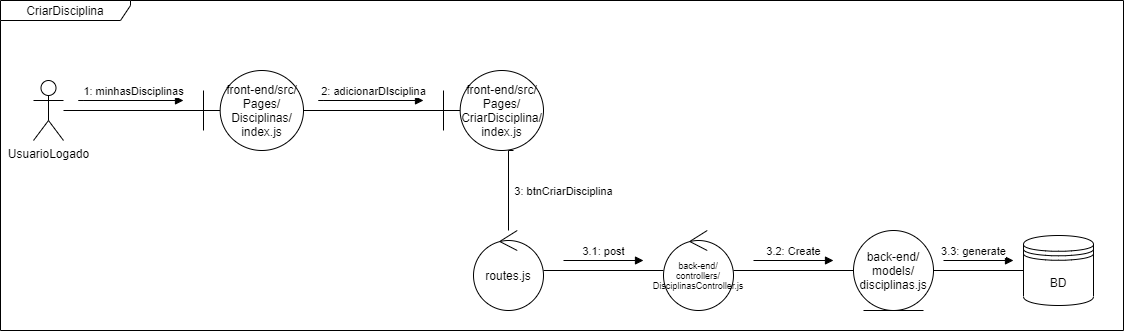 CriarDisciplina
1: minhasDisciplinas
front-end/src/
Pages/
Disciplinas/
index.js
2: adicionarDIsciplina
front-end/src/
Pages/
CriarDisciplina/
index.js
UsuarioLogado
3: btnCriarDisciplina
routes.js
3.1: post
back-end/
controllers/
DisciplinasController.js
3.2: Create
back-end/
models/
disciplinas.js
3.3: generate
BD